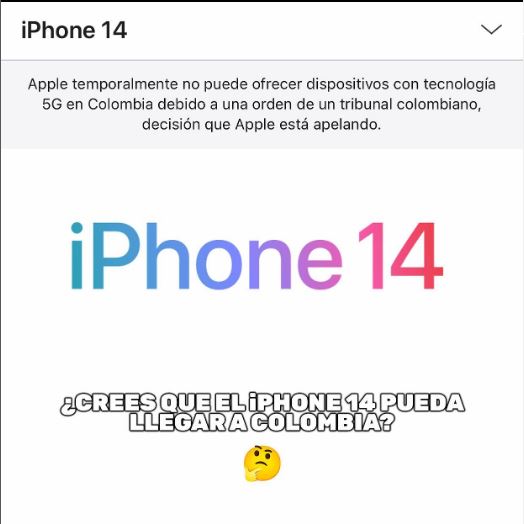 iPhone 14
Apple temporalmente no puede ofrecer dispositivos con tecnología
5G en Colombia debido a una orden de un tribunal colombiano,
decisión que Apple está apelando.
iPhone 14
¿CREES QUE EL iPHONE 14 PUEDA
LLEGAR A COLOMBIA?
🤔